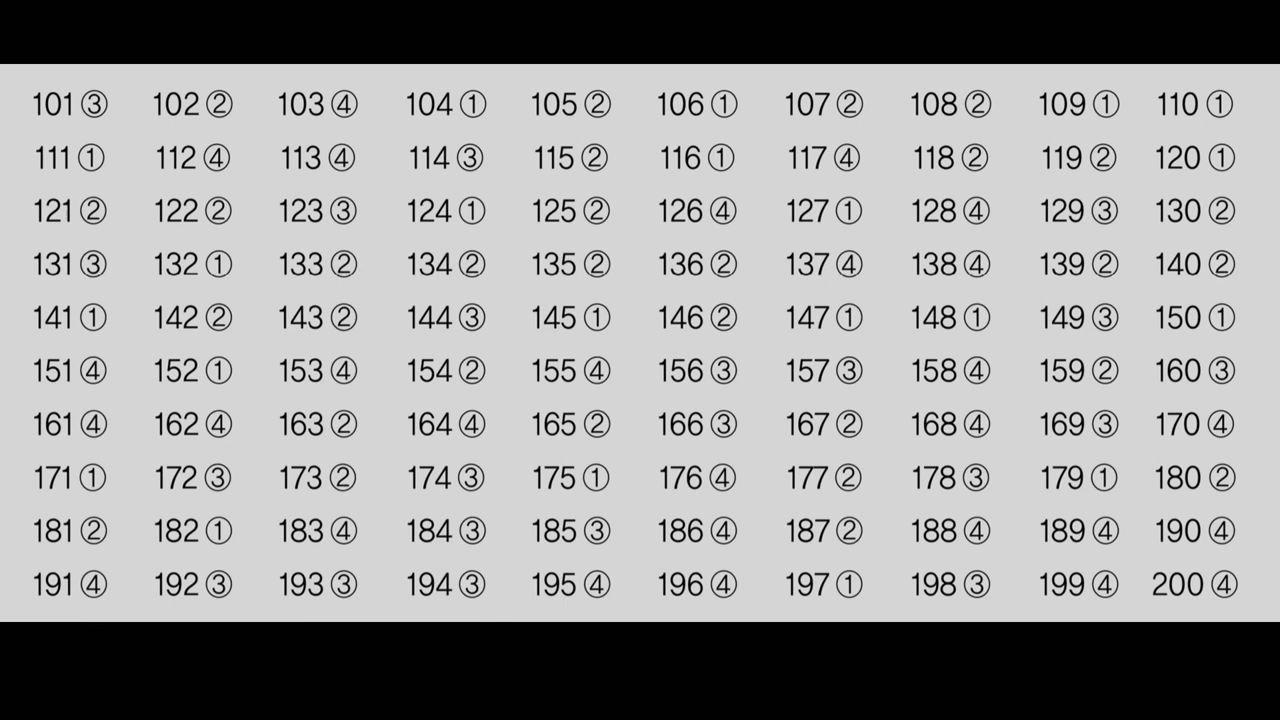 101 ③ 102 ② 103 ④ 104 ① 105 ② 106 ① 107 ② 108 ② 109 ① 110 ①
111 ① 112 ④ 113 ④ 114 ③ 115 ② 116 ① 117 ④ 118 ② 119 ② 120 ①
121 ② 122 ② 123 ③ 124 ① 125 ② 126 ④ 127 ① 128 ④ 129 ③ 130 ②
131 ③ 132 ① 133 ② 134 ② 135 ② 136 ② 137 ④ 138 ④ 139 ② 140 ②
141 ① 142 ② 143 ② 144 ③ 145 ① 146 ② 147 ① 148 ① 149 ③ 150 ①
151 ④ 152 ① 153 ④ 154 ② 155 ④ 156 ③ 157 ③ 158 ④ 159 ② 160 ③
161 ④ 162 ④ 163 ② 164 ④ 165 ② 166 ③ 167 ② 168 ④ 169 ③ 170 ④
171 ① 172 ③ 173 ② 174 ③ 175 ① 176 ④ 177 ② 178 ③ 179 ① 180 ②
181 ② 182 ① 183 ④ 184 ③ 185 ③ 186 ④ 187 ② 188 ④ 189 ④ 190 ④
191 ④ 192 ③ 193 ③ 194 ③ 195 ④ 196 ④ 197 ① 198 ③ 199 ④ 200 ④